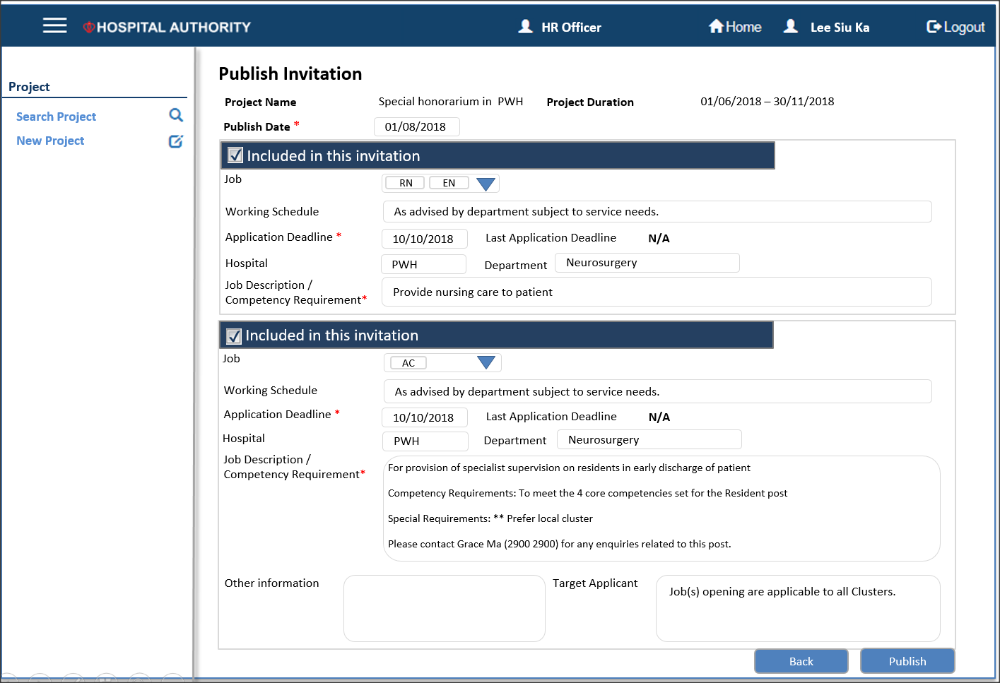 HOSPITAL AUTHORITY HR Officer Home Lee Siu Ka Logout
Project
Search Project
New Project
Publish Invitation
Project Name Special honorarium in PWH Project Duration 01/06/2018 – 30/11/2018
Publish Date * 01/08/2018
Included in this invitation
Job RN EN
Working Schedule As advised by department subject to service needs.
Application Deadline * 10/10/2018 Last Application Deadline N/A
Hospital PWH Department Neurosurgery
Job Description /
Competency Requirement* Provide nursing care to patient
Included in this invitation
Job AC
Working Schedule As advised by department subject to service needs.
Application Deadline * 10/10/2018 Last Application Deadline N/A
Hospital PWH Department Neurosurgery
Job Description /
Competency Requirement*
For provision of specialist supervision on residents in early discharge of patient
Competency Requirements: To meet the 4 core competencies set for the Resident post
Special Requirements: ** Prefer local cluster
Please contact Grace Ma (2900 2900) for any enquiries related to this post.
Other information Target Applicant Job(s) opening are applicable to all Clusters.
Back Publish